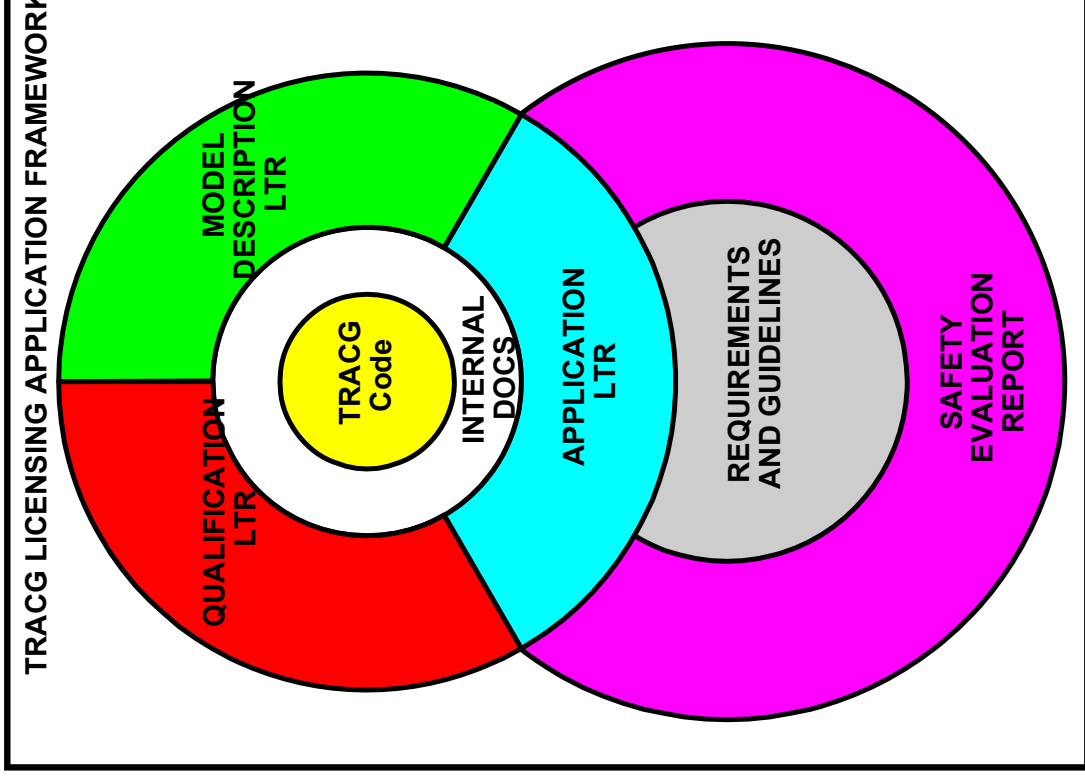 TRACG LICENSING APPLICATION FRAMEWORK
MODEL
DESCRIPTION
LTR
QUALIFICATION
LTR
TRACG
Code
INTERNAL
DOCS
APPLICATION
LTR
REQUIREMENTS
AND GUIDELINES
SAFETY
EVALUATION
REPORT